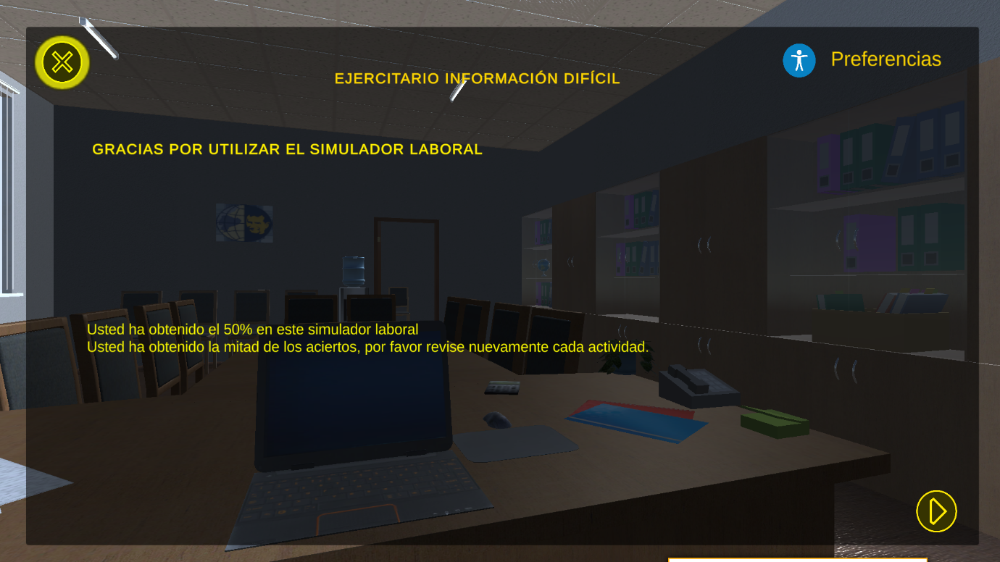 Preferencias
EJERCITARIO INFORMACIÓN DIFÍCIL
GRACIAS POR UTILIZAR EL SIMULADOR LABORAL
Usted ha obtenido el 50% en este simulador laboral
Usted ha obtenido la mitad de los aciertos, por favor revise nuevamente cada actividad.